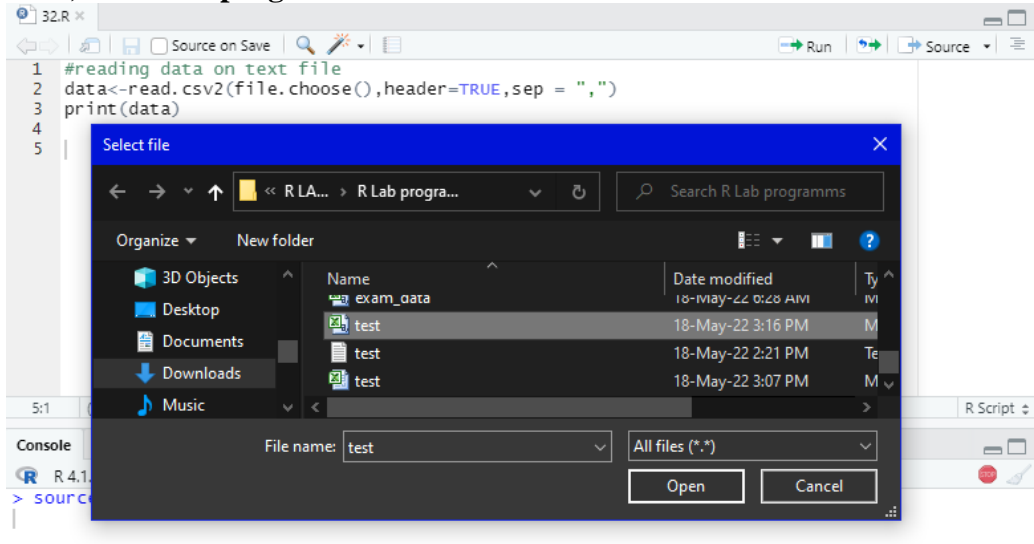 32.R
Source on Save Run Source
1 #reading data on text file
2 data<-read.csv2(file.choose(),header=TRUE,sep = ",")
3 print(data)
4
5
Select file
« R LA... › R Lab progra... Search R Lab programms
Organize New folder
3D Objects
Desktop
Documents
Downloads
Music
Name Date modified Ty
exam_data 18-May-22 6:28 AM M
test 18-May-22 3:16 PM M
test 18-May-22 2:21 PM Te
test 18-May-22 3:07 PM M
5:1 R Script
File name: test All files (*.*)
Open Cancel
Console
R 4.1.
> source